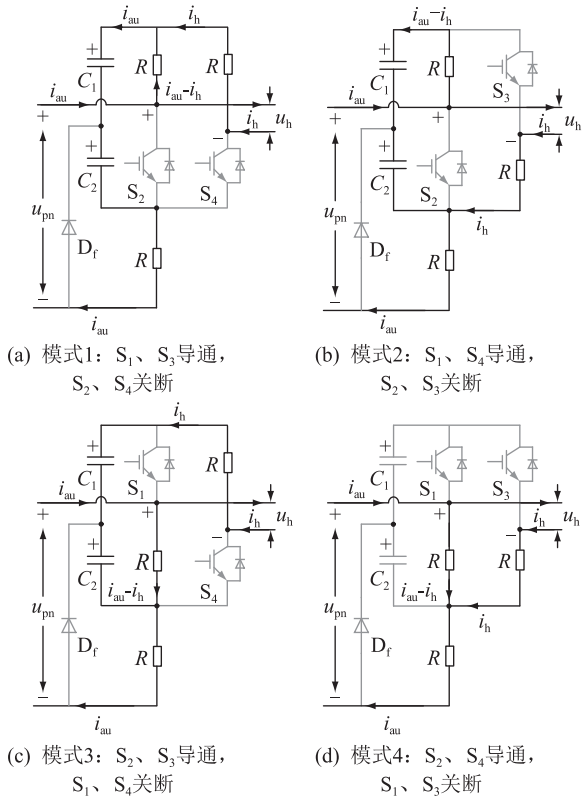 i_au i_h
i_au-i_h
+ C_1 R R S_3
i_au i_au-i_h i_au
+ + − i_h u_h + + − i_h u_h
+ C_2 S_2 S_4 + C_2 S_2 R
u_pn D_f R u_pn D_f R i_h
− i_au − i_au
(a) 模式1：S_1、S_3导通， (b) 模式2：S_1、S_4导通，
S_2、S_4关断 S_2、S_3关断
i_h
+ C_1 S_1 R + C_1 S_1 S_3
i_au i_au
+ + − i_h u_h + + − i_h u_h
+ C_2 R S_4 + C_2 R R
i_au-i_h i_au-i_h
u_pn D_f R u_pn D_f R i_h
− i_au − i_au
(c) 模式3：S_2、S_3导通， (d) 模式4：S_2、S_4导通，
S_1、S_4关断 S_1、S_3关断